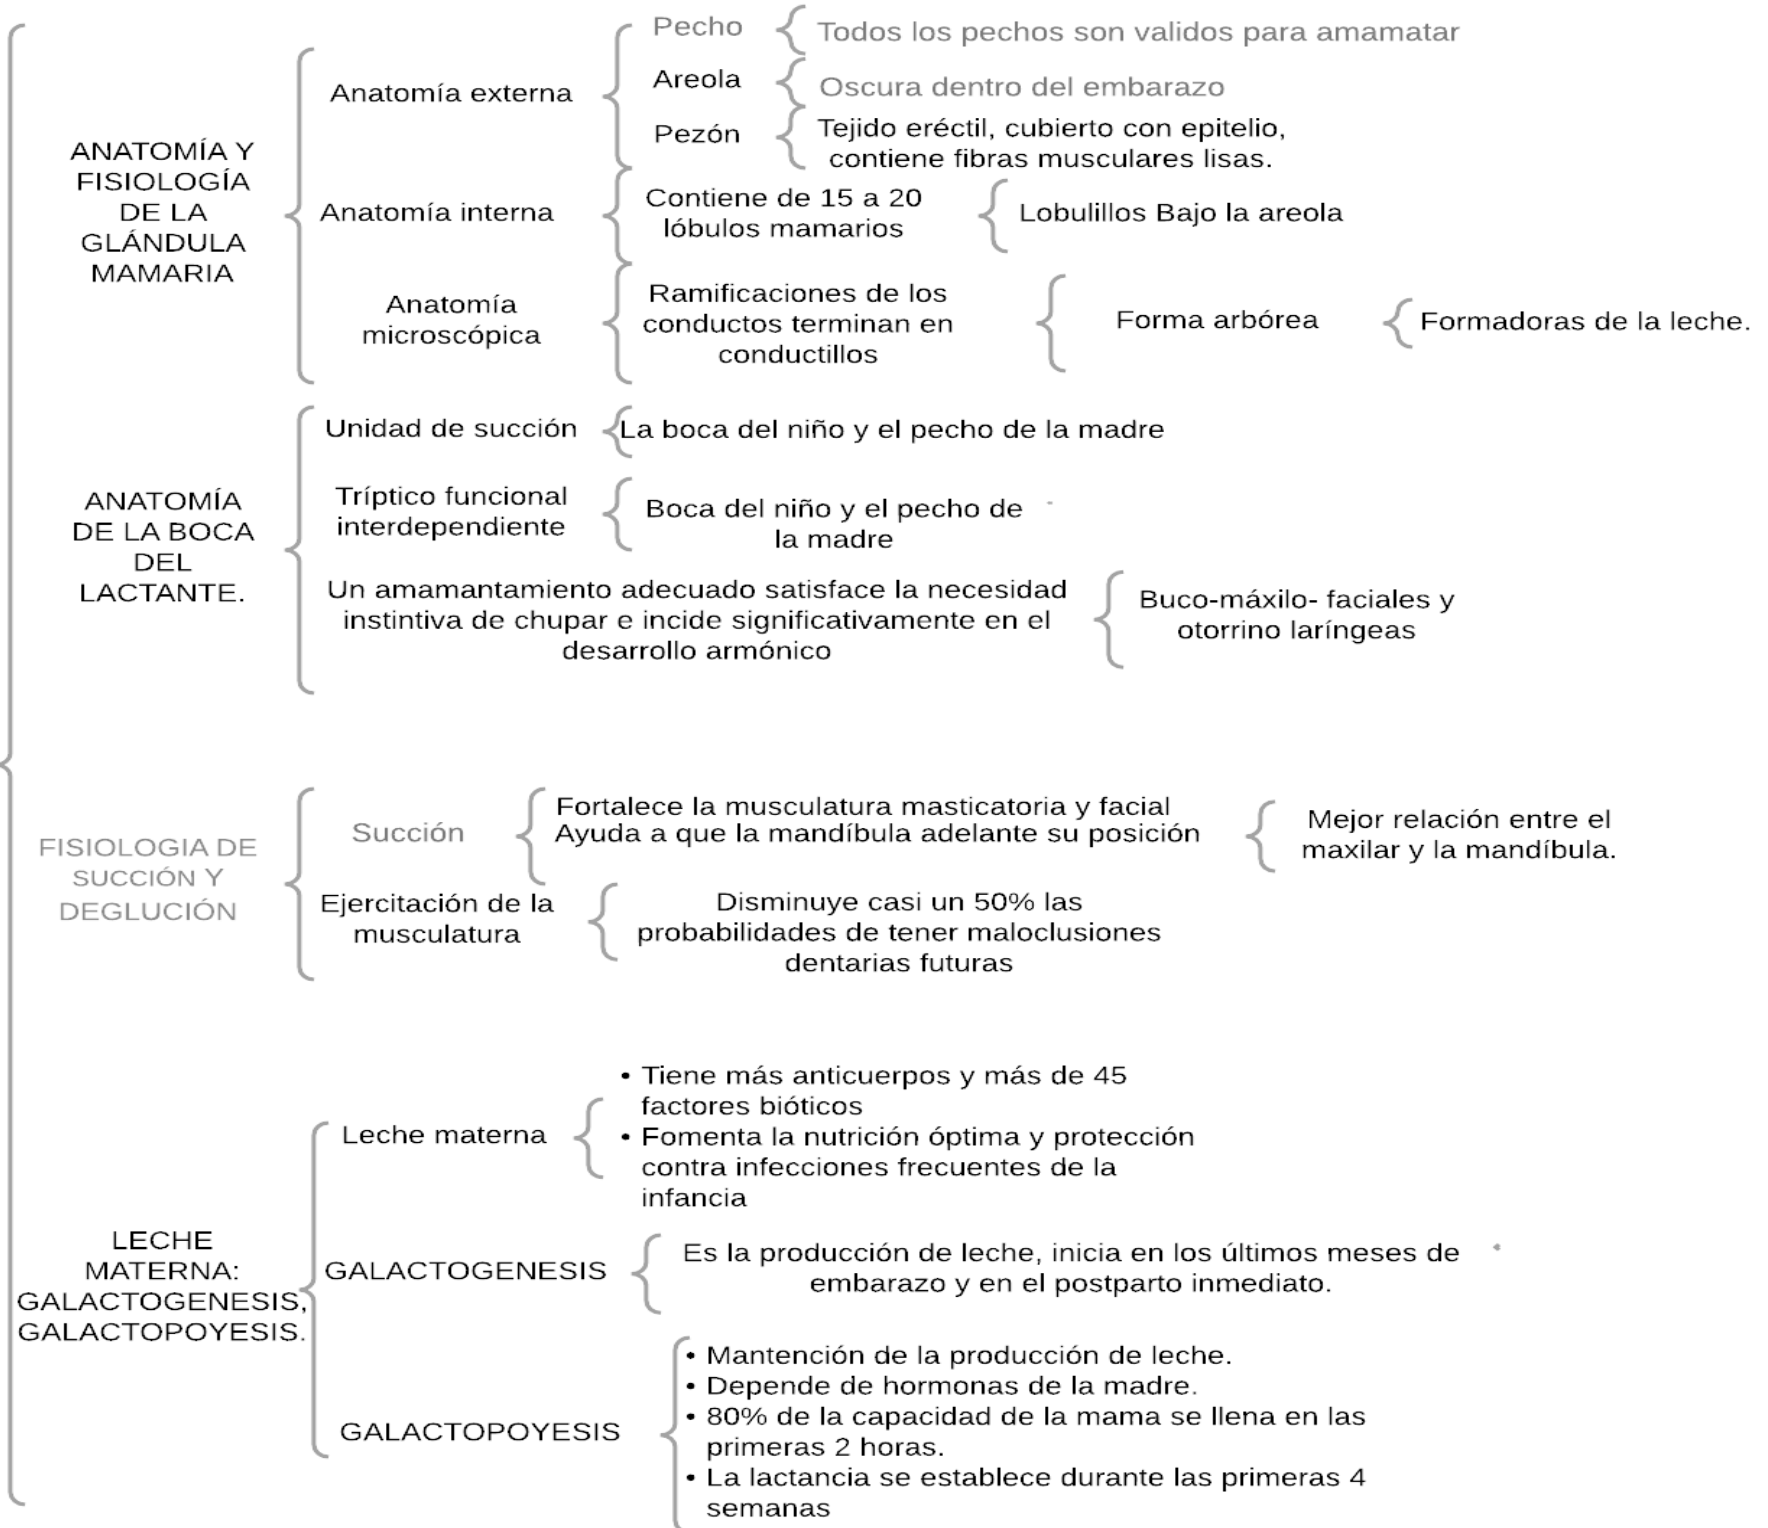 ANATOMÍA Y
FISIOLOGÍA
DE LA
GLÁNDULA
MAMARIA
Anatomía externa
Pecho
Todos los pechos son validos para amamatar
Areola
Oscura dentro del embarazo
Pezón
Tejido eréctil, cubierto con epitelio,
contiene fibras musculares lisas.
Anatomía interna
Contiene de 15 a 20
lóbulos mamarios
Lobulillos Bajo la areola
Anatomía
microscópica
Ramificaciones de los
conductos terminan en
conductillos
Forma arbórea
Formadoras de la leche.
ANATOMÍA
DE LA BOCA
DEL
LACTANTE.
Unidad de succión
La boca del niño y el pecho de la madre
Tríptico funcional
interdependiente
Boca del niño y el pecho de
la madre
Un amamantamiento adecuado satisface la necesidad
instintiva de chupar e incide significativamente en el
desarrollo armónico
Buco-máxilo- faciales y
otorrino laríngeas
FISIOLOGIA DE
SUCCIÓN Y
DEGLUCIÓN
Succión
Fortalece la musculatura masticatoria y facial
Ayuda a que la mandíbula adelante su posición
Mejor relación entre el
maxilar y la mandíbula.
Ejercitación de la
musculatura
Disminuye casi un 50% las
probabilidades de tener maloclusiones
dentarias futuras
LECHE
MATERNA:
GALACTOGENESIS,
GALACTOPOYESIS.
Leche materna
• Tiene más anticuerpos y más de 45
factores bióticos
• Fomenta la nutrición óptima y protección
contra infecciones frecuentes de la
infancia
GALACTOGENESIS
Es la producción de leche, inicia en los últimos meses de
embarazo y en el postparto inmediato.
GALACTOPOYESIS
• Mantención de la producción de leche.
• Depende de hormonas de la madre.
• 80% de la capacidad de la mama se llena en las
primeras 2 horas.
• La lactancia se establece durante las primeras 4
semanas